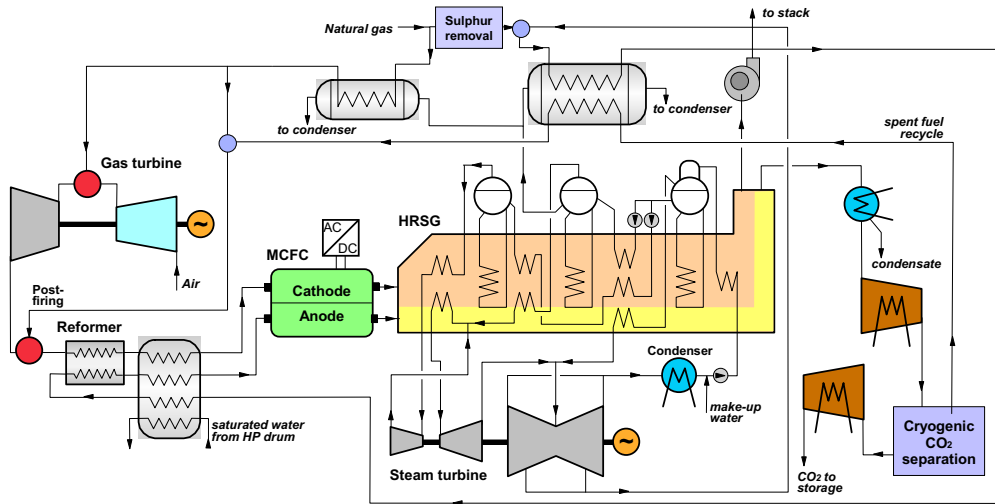 to stack
Natural gas
Sulphur
removal
to condenser
to condenser
spent fuel
recycle
Gas turbine
~
HRSG
AC
DC
MCFC
condensate
Air
Post-
firing
Cathode
Anode
Reformer
Condenser
make-up
water
saturated water
from HP drum
Steam turbine
~
Cryogenic
CO2
separation
CO2 to
storage